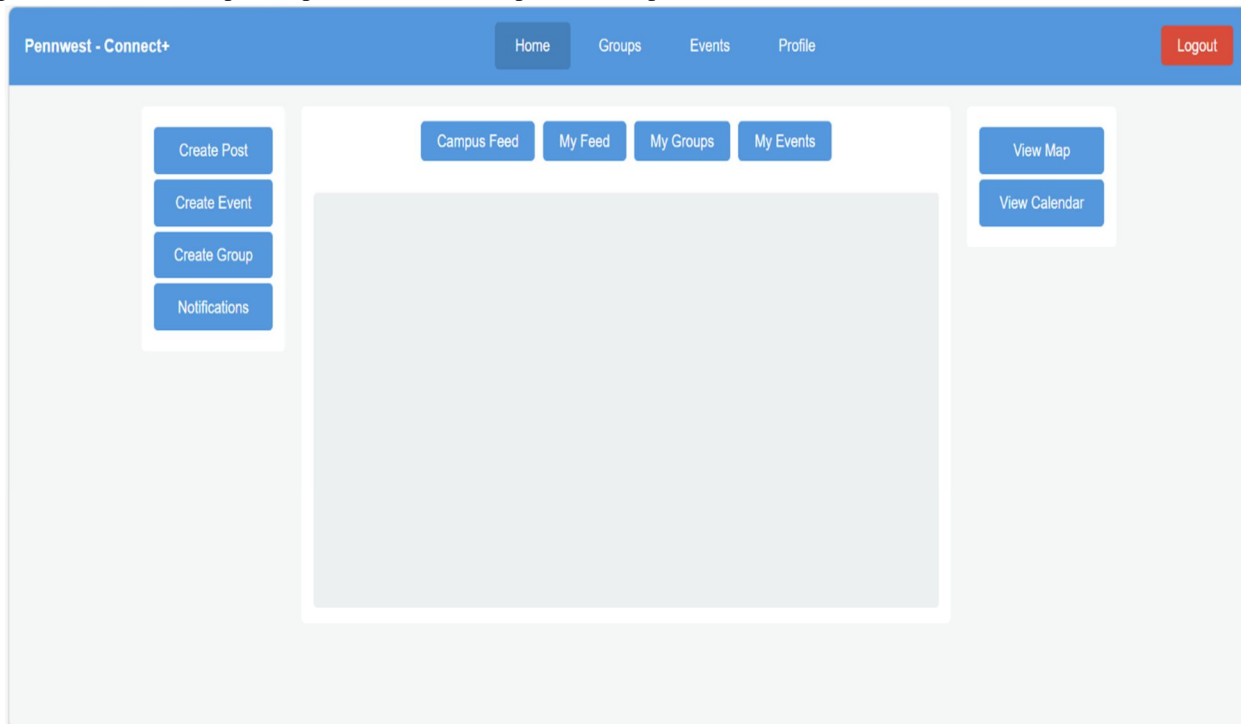 Pennwest - Connect+
Home
Groups
Events
Profile
Logout
Create Post
Create Event
Create Group
Notifications
Campus Feed
My Feed
My Groups
My Events
View Map
View Calendar